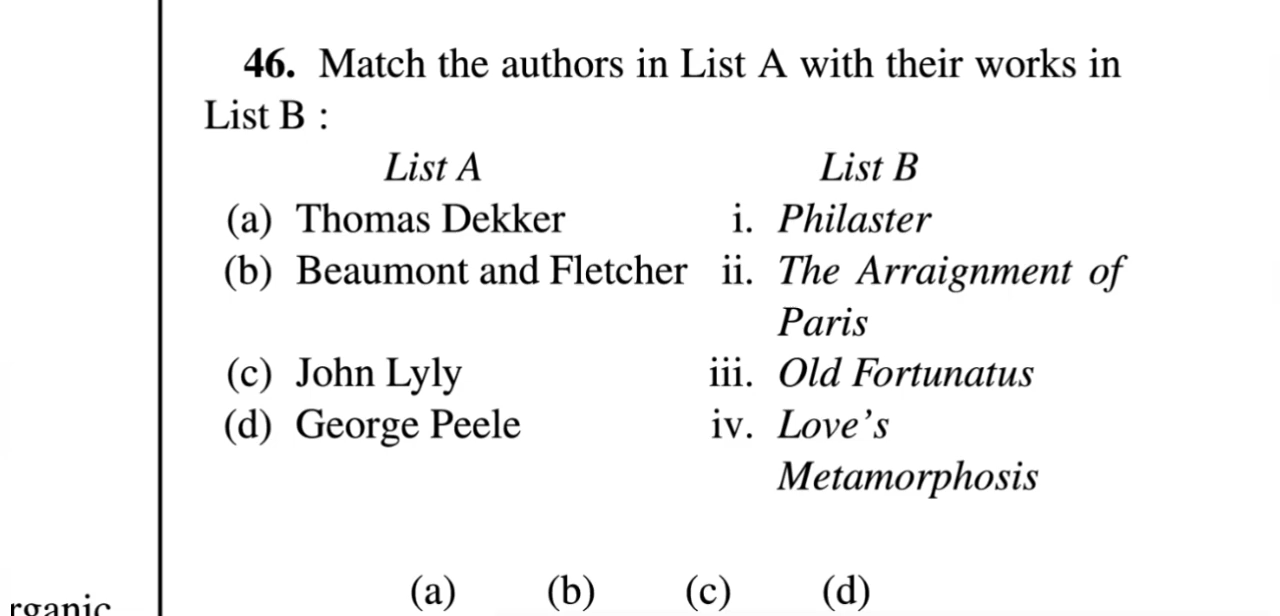 46. Match the authors in List A with their works in
List B :
List A List B
(a) Thomas Dekker i. Philaster
(b) Beaumont and Fletcher ii. The Arraignment of
Paris
(c) John Lyly iii. Old Fortunatus
(d) George Peele iv. Love's
Metamorphosis
(a) (b) (c) (d)
rganic